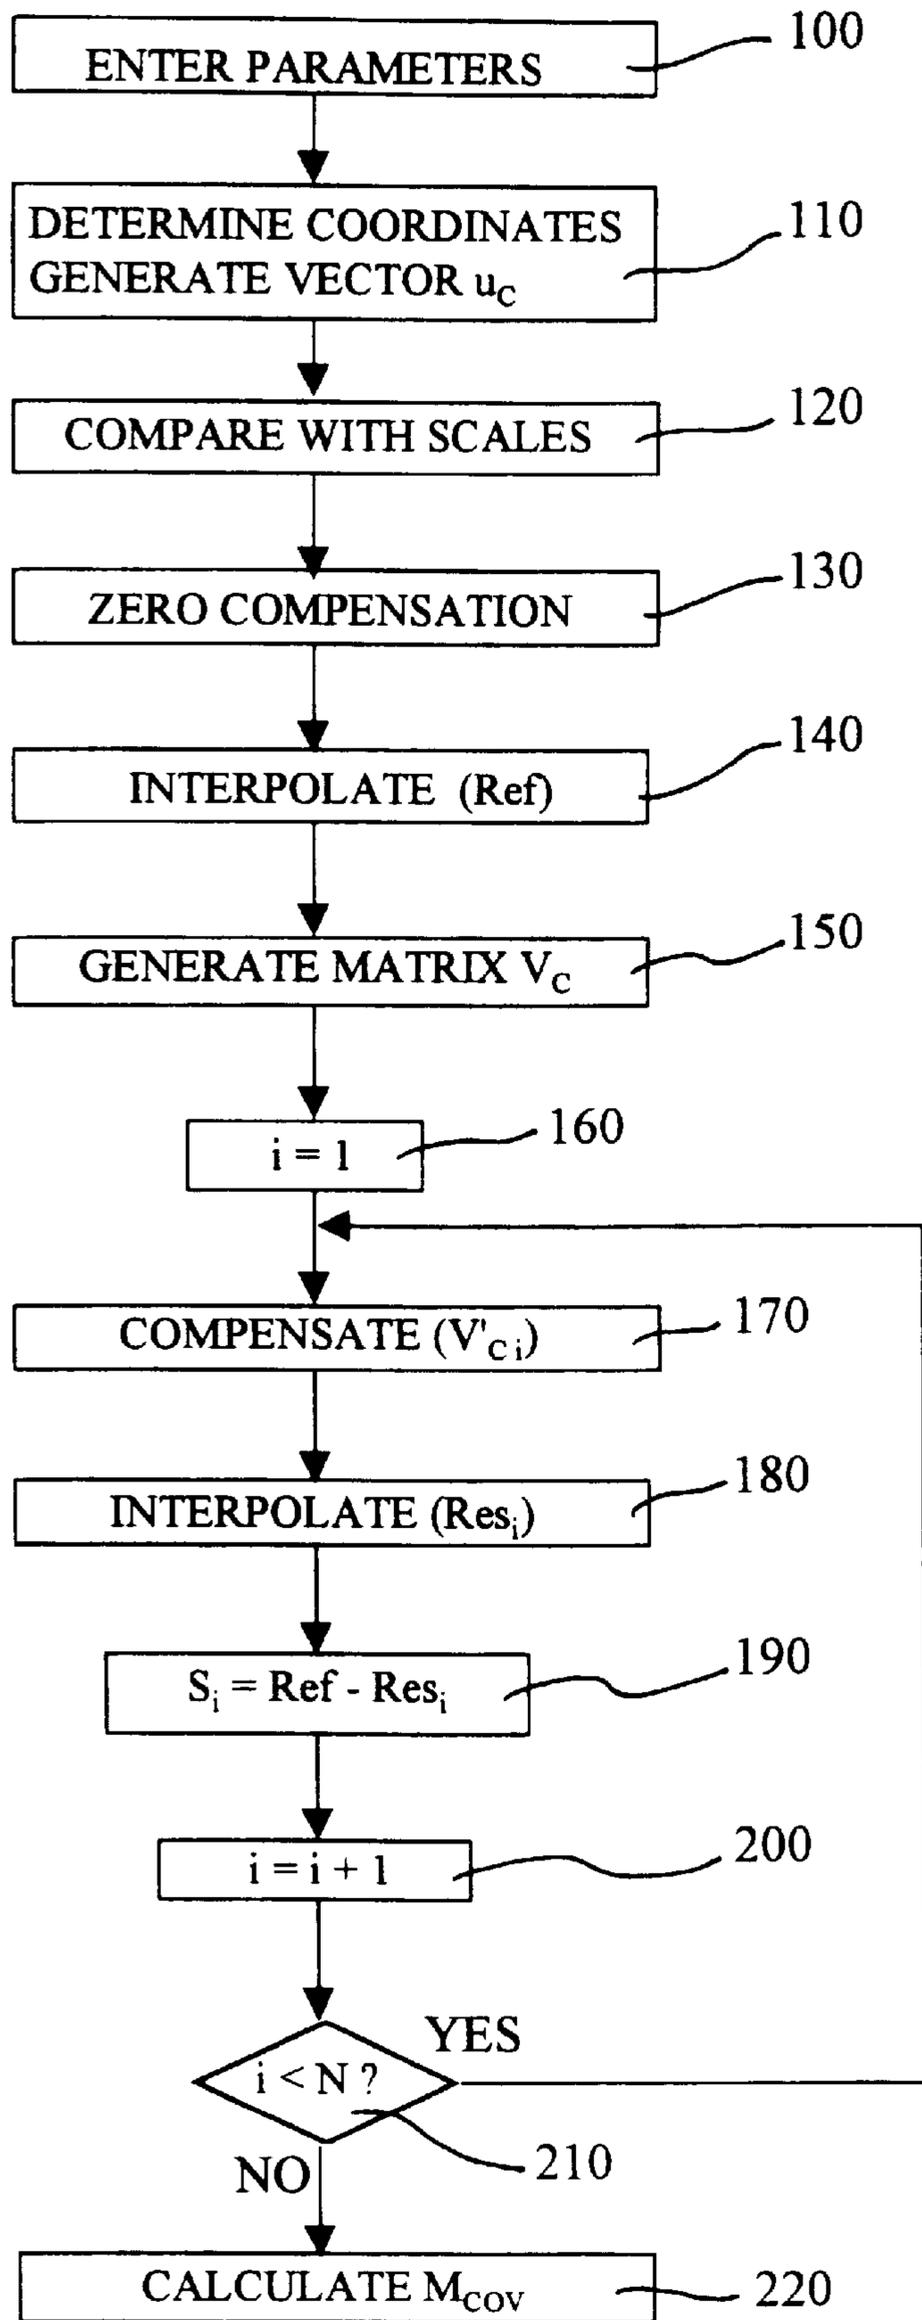 ENTER PARAMETERS
100
DETERMINE COORDINATES
GENERATE VECTOR u_C
110
COMPARE WITH SCALES
120
ZERO COMPENSATION
130
INTERPOLATE (Ref)
140
GENERATE MATRIX V_C
150
i = 1
160
COMPENSATE (V'_C i)
170
INTERPOLATE (Res_i)
180
S_i = Ref - Res_i
190
i = i + 1
200
YES
i < N ?
210
NO
CALCULATE M_COV
220